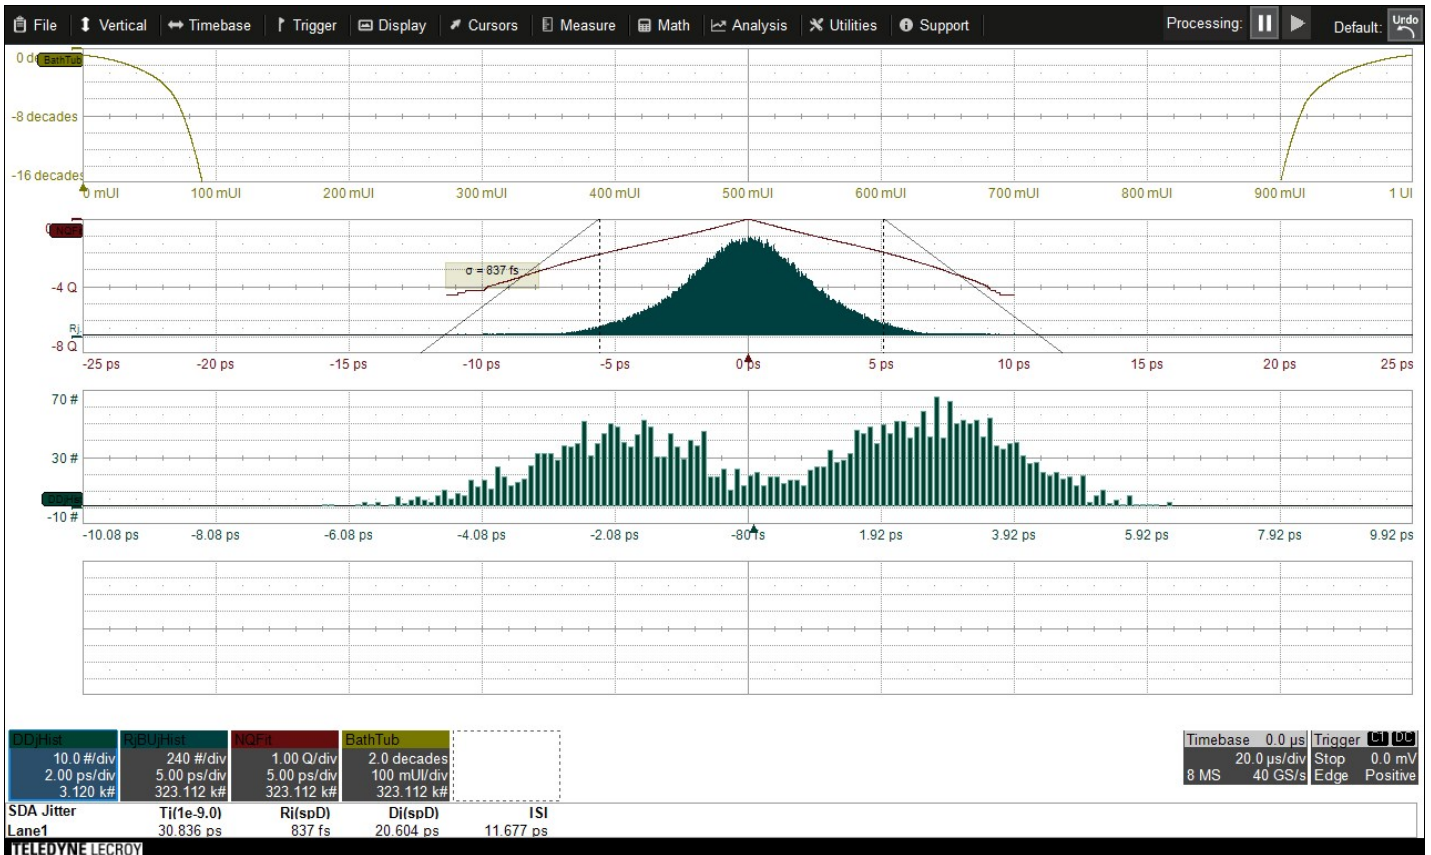 File Vertical Timebase Trigger Display Cursors Measure Math Analysis Utilities Support Processing: Default: Undo
BathTub
-8 decades
-16 decades
0 mUI 100 mUI 200 mUI 300 mUI 400 mUI 500 mUI 600 mUI 700 mUI 800 mUI 900 mUI 1 UI
NQFit
σ = 837 fs
-4 Q
Rj
-8 Q
-25 ps -20 ps -15 ps -10 ps -5 ps 0 ps 5 ps 10 ps 15 ps 20 ps 25 ps
70 #
30 #
DDjHist
-10 #
-10.08 ps -8.08 ps -6.08 ps -4.08 ps -2.08 ps -80 fs 1.92 ps 3.92 ps 5.92 ps 7.92 ps 9.92 ps
DDjHist RjBUjHist NQFit BathTub
10.0 #/div 240 #/div 1.00 Q/div 2.0 decades
2.00 ps/div 5.00 ps/div 5.00 ps/div 100 mUI/div
3.120 k# 323.112 k# 323.112 k# 323.112 k#
Timebase 0.0 µs Trigger C1 DC
20.0 µs/div Stop 0.0 mV
8 MS 40 GS/s Edge Positive
SDA Jitter Tj(1e-9.0) Rj(spD) Dj(spD) ISI
Lane1 30.836 ps 837 fs 20.604 ps 11.677 ps
TELEDYNE LECROY